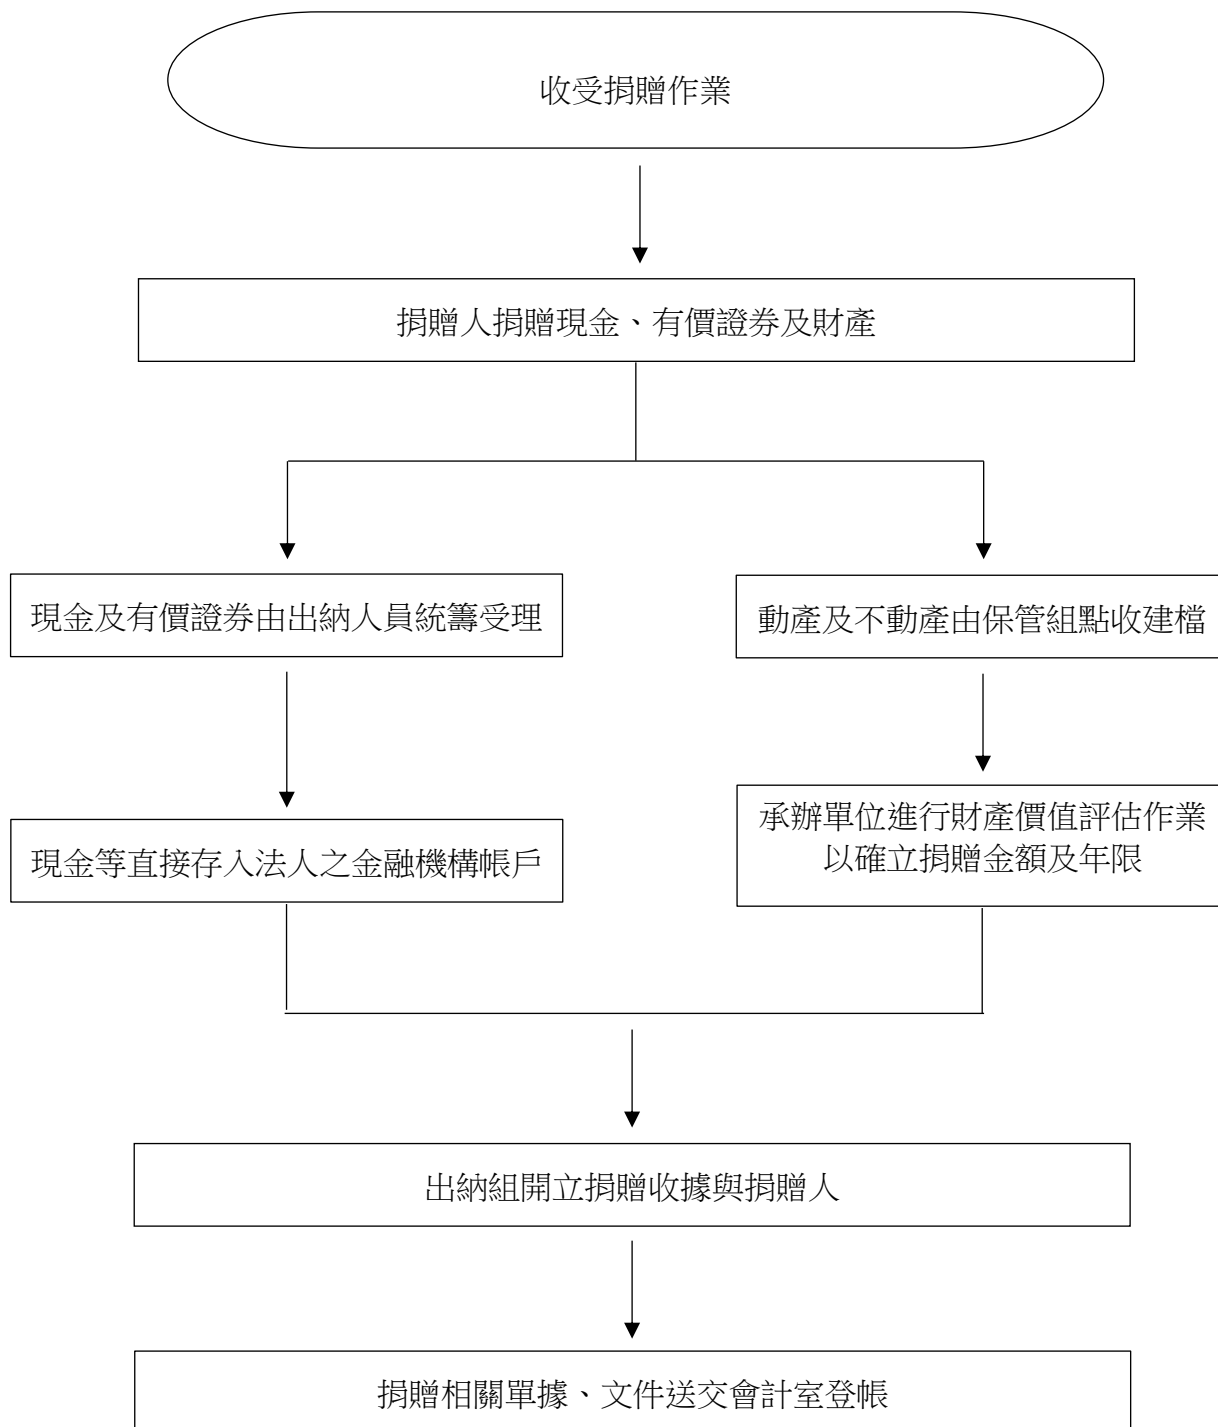 收受捐贈作業
捐贈人捐贈現金、有價證券及財產
現金及有價證券由出納人員統籌受理
動產及不動產由保管組點收建檔
現金等直接存入法人之金融機構帳戶
承辦單位進行財產價值評估作業
以確立捐贈金額及年限
出納組開立捐贈收據與捐贈人
捐贈相關單據、文件送交會計室登帳